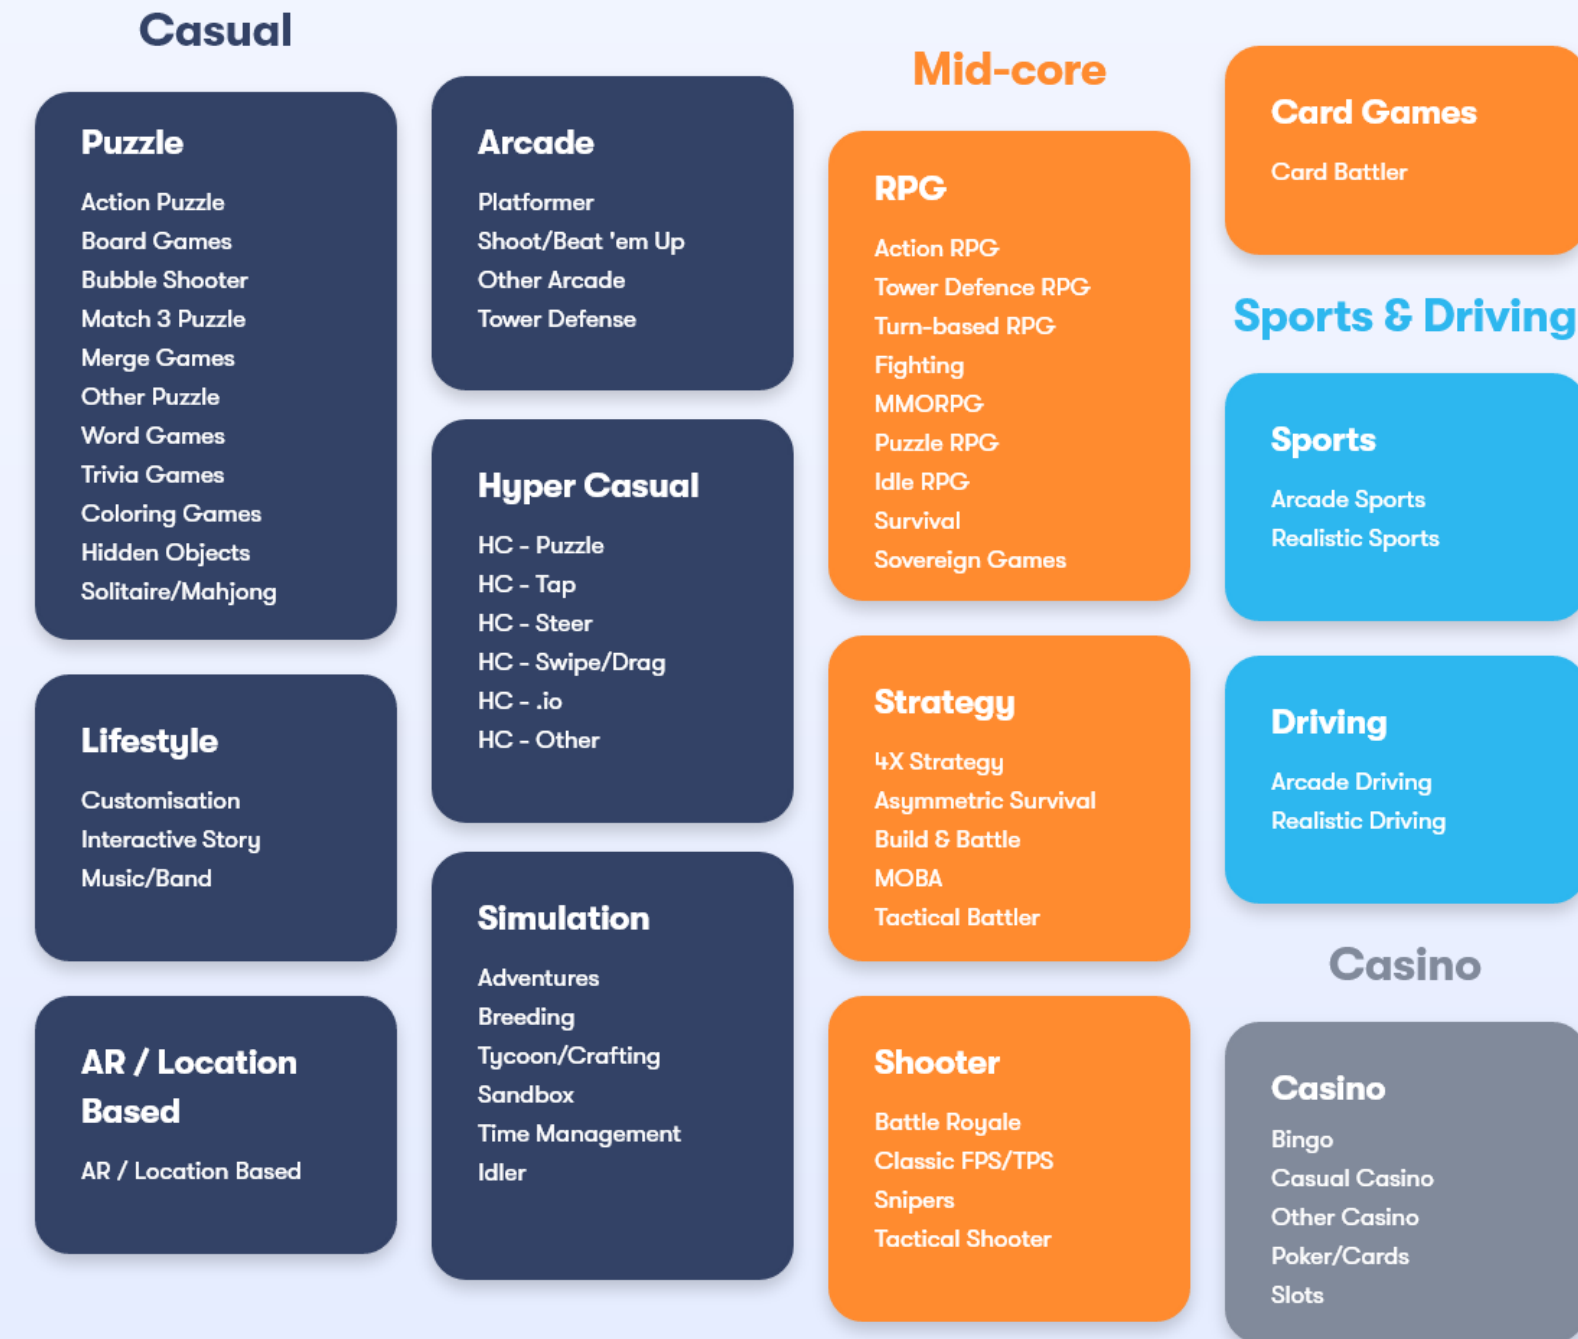 Casual
Puzzle
Action Puzzle
Board Games
Bubble Shooter
Match 3 Puzzle
Merge Games
Other Puzzle
Word Games
Trivia Games
Coloring Games
Hidden Objects
Solitaire/Mahjong
Lifestyle
Customisation
Interactive Story
Music/Band
AR / Location
Based
AR / Location Based
Arcade
Platformer
Shoot/Beat 'em Up
Other Arcade
Tower Defense
Hyper Casual
HC - Puzzle
HC - Tap
HC - Steer
HC - Swipe/Drag
HC - .io
HC - Other
Simulation
Adventures
Breeding
Tycoon/Crafting
Sandbox
Time Management
Idler
Mid-core
RPG
Action RPG
Tower Defence RPG
Turn-based RPG
Fighting
MMORPG
Puzzle RPG
Idle RPG
Survival
Sovereign Games
Strategy
4X Strategy
Asymmetric Survival
Build & Battle
MOBA
Tactical Battler
Shooter
Battle Royale
Classic FPS/TPS
Snipers
Tactical Shooter
Card Games
Card Battler
Sports & Driving
Sports
Arcade Sports
Realistic Sports
Driving
Arcade Driving
Realistic Driving
Casino
Casino
Bingo
Casual Casino
Other Casino
Poker/Cards
Slots